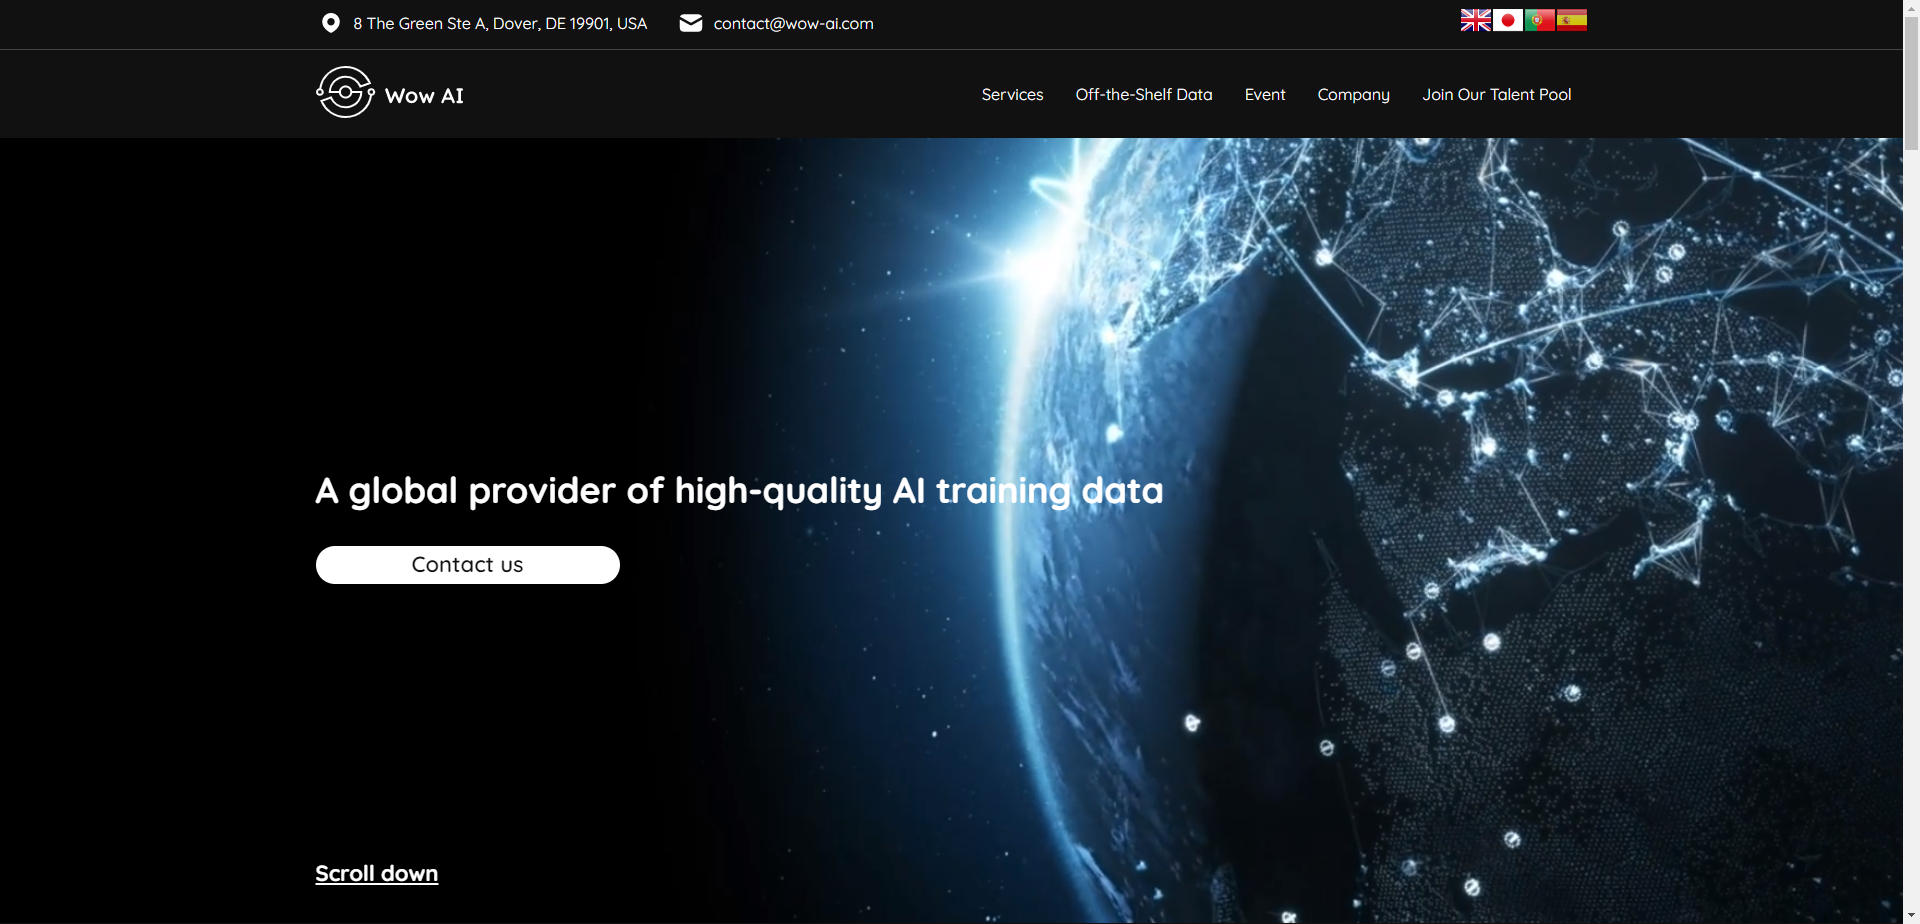 8 The Green Ste A, Dover, DE 19901, USA
contact@wow-ai.com
Wow AI
Services
Off-the-Shelf Data
Event
Company
Join Our Talent Pool
A global provider of high-quality AI training data
Contact us
Scroll down